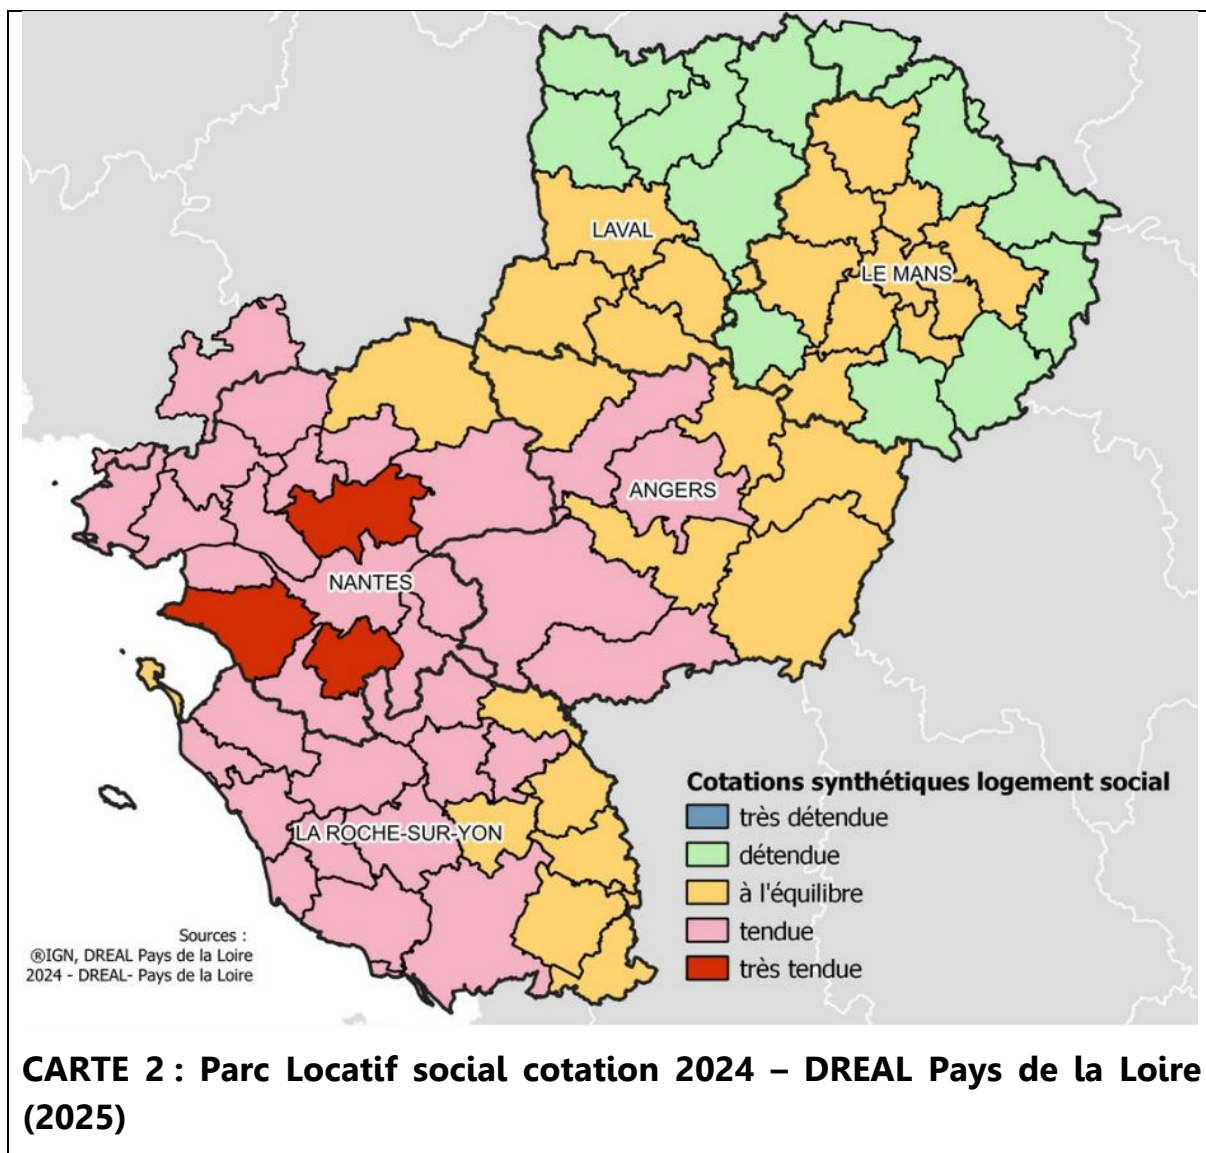 LAVAL
LE MANS
ANGERS
NANTES
LA ROCHE-SUR-YON
Cotations synthétiques logement social
très détendue
détendue
à l'équilibre
tendue
très tendue
Sources :
®IGN, DREAL Pays de la Loire
2024 - DREAL- Pays de la Loire
CARTE 2 : Parc Locatif social cotation 2024 – DREAL Pays de la Loire
(2025)